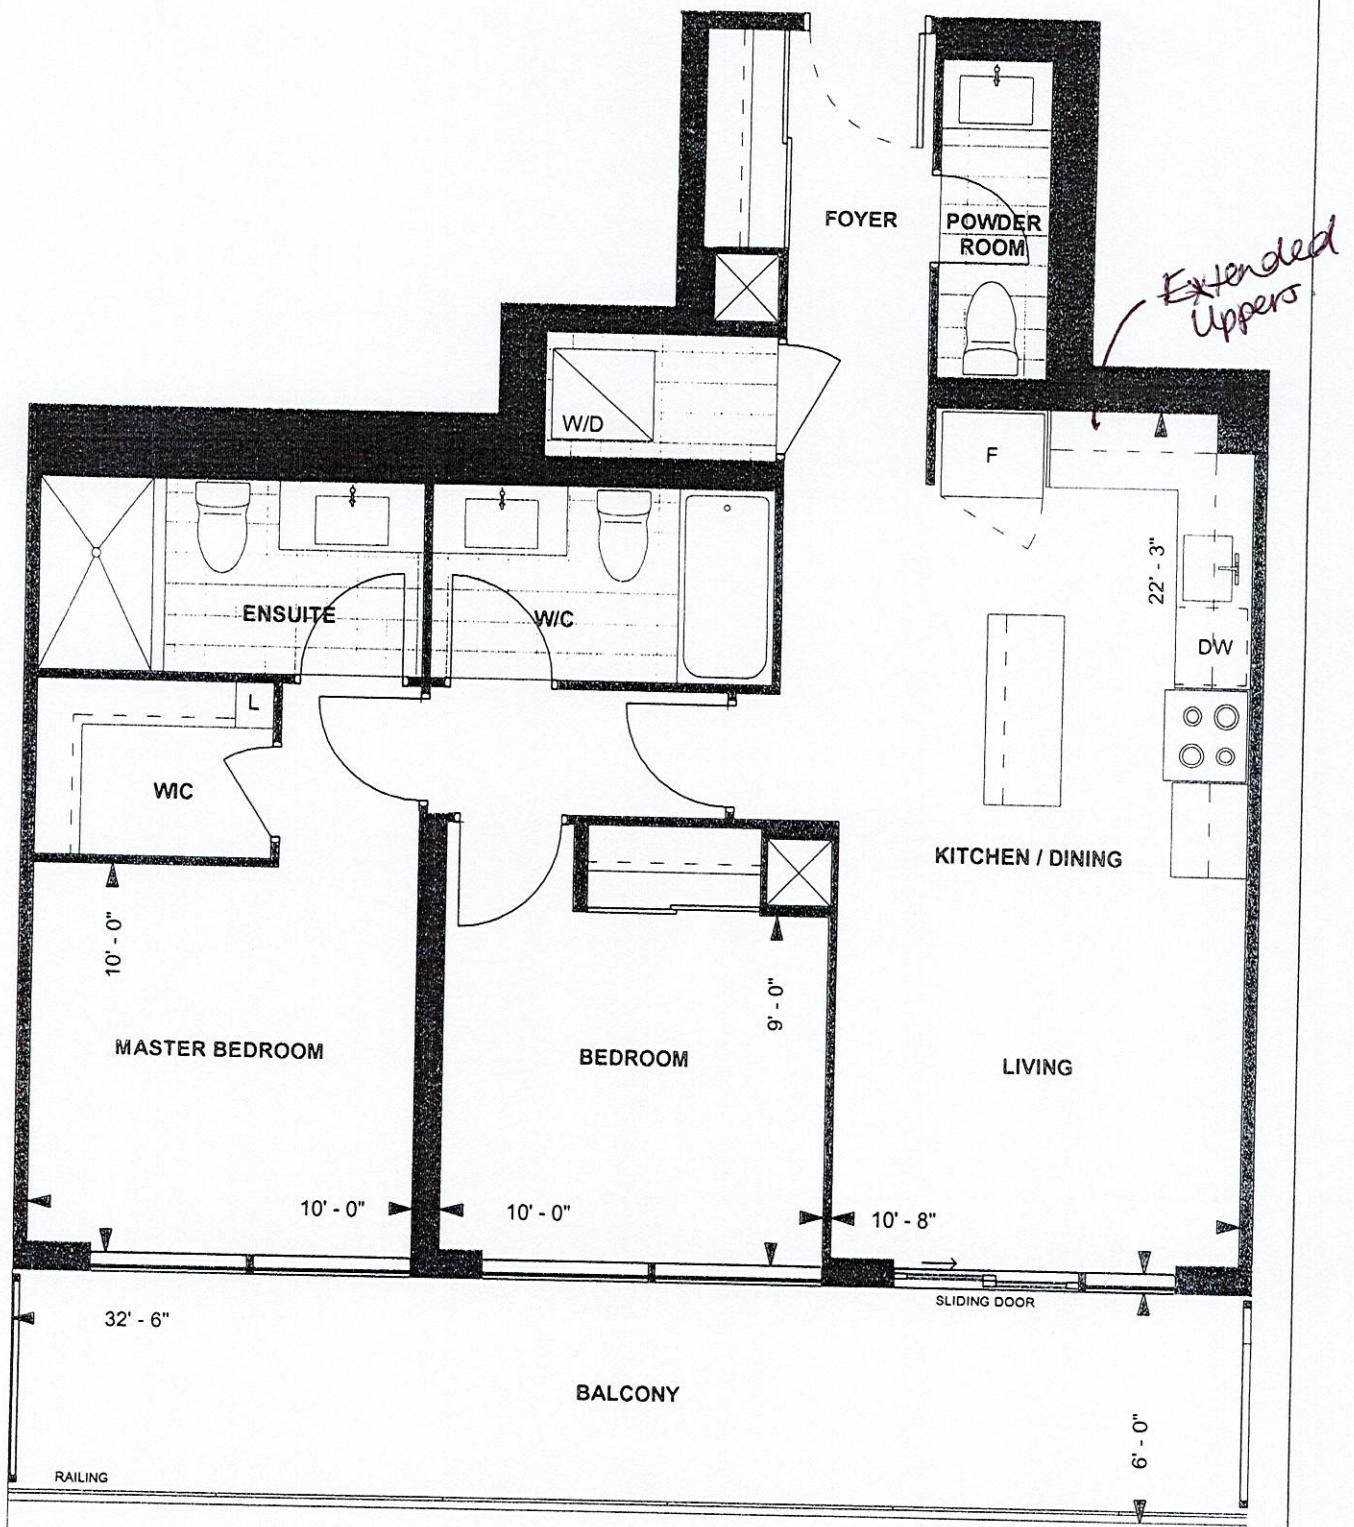 FOYER
POWDER
ROOM
Extended
Uppers
W/D
F
22' - 3"
ENSUITE
W/C
DW
L
WIC
KITCHEN / DINING
10' - 0"
9' - 0"
MASTER BEDROOM
BEDROOM
LIVING
10' - 0"
10' - 0"
10' - 8"
SLIDING DOOR
32' - 6"
BALCONY
6' - 0"
RAILING